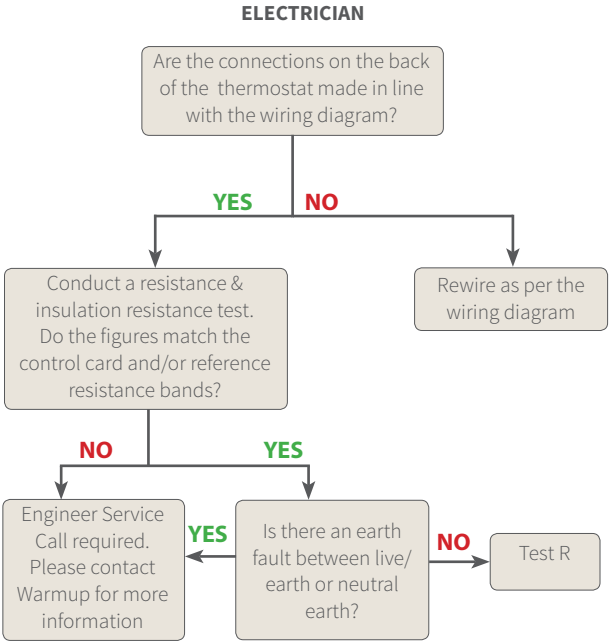 ELECTRICIAN
Are the connections on the back
of the thermostat made in line
with the wiring diagram?
YES
NO
Conduct a resistance &
insulation resistance test.
Do the figures match the
control card and/or reference
resistance bands?
Rewire as per the
wiring diagram
NO
YES
Engineer Service
Call required.
Please contact
Warmup for more
information
YES
Is there an earth
fault between live/
earth or neutral
earth?
NO
Test R